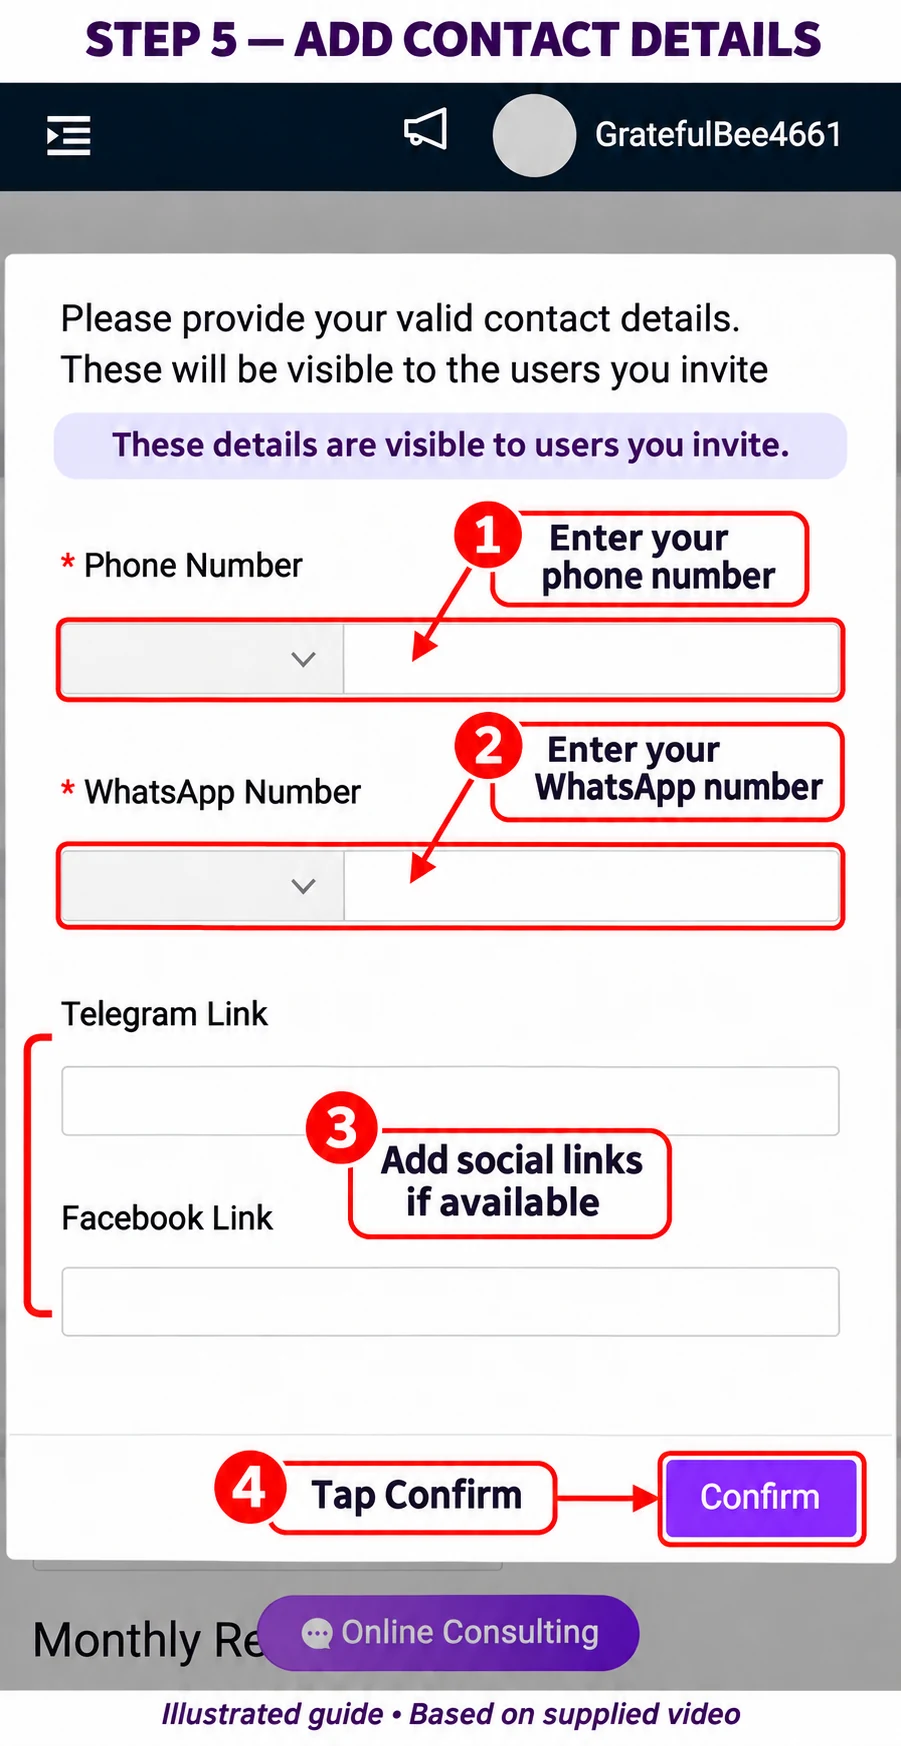 STEP 5 — ADD CONTACT DETAILS
GratefulBee4661
Please provide your valid contact details.
These will be visible to the users you invite
These details are visible to users you invite.
1
Enter your
phone number
* Phone Number
2
Enter your
WhatsApp number
* WhatsApp Number
Telegram Link
3
Add social links
if available
Facebook Link
4
Tap Confirm
Confirm
Monthly Re
Online Consulting
Illustrated guide • Based on supplied video